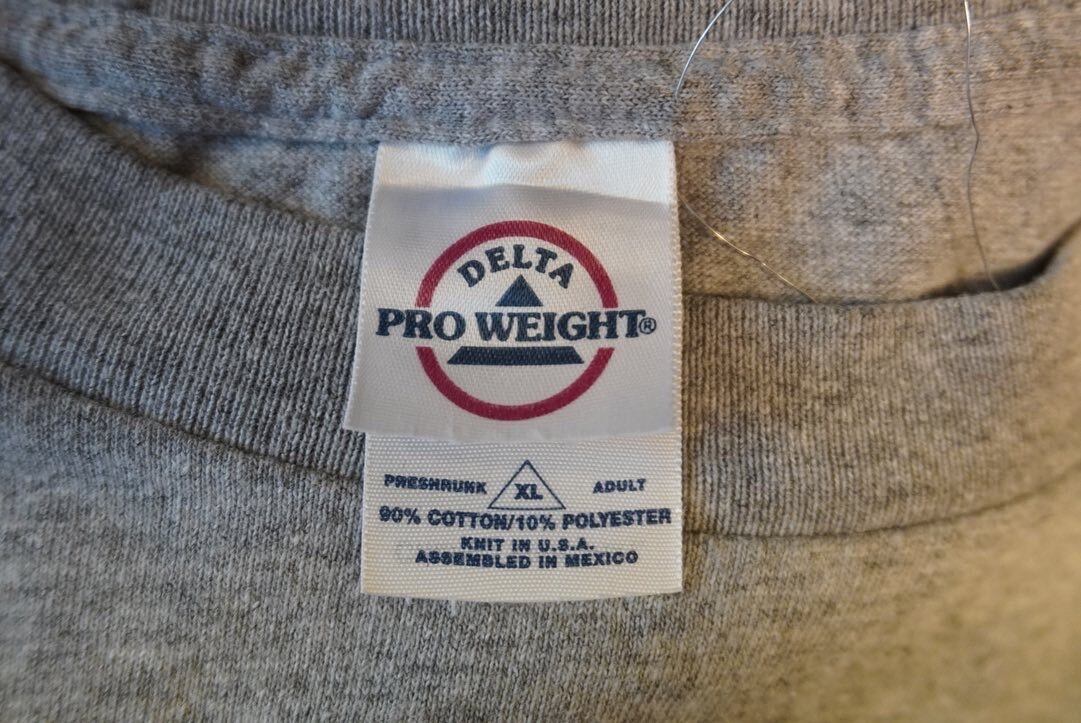 DELTA
PRO WEIGHT®
PRESHRUNK XL ADULT
90% COTTON/10% POLYESTER
KNIT IN U.S.A.
ASSEMBLED IN MEXICO